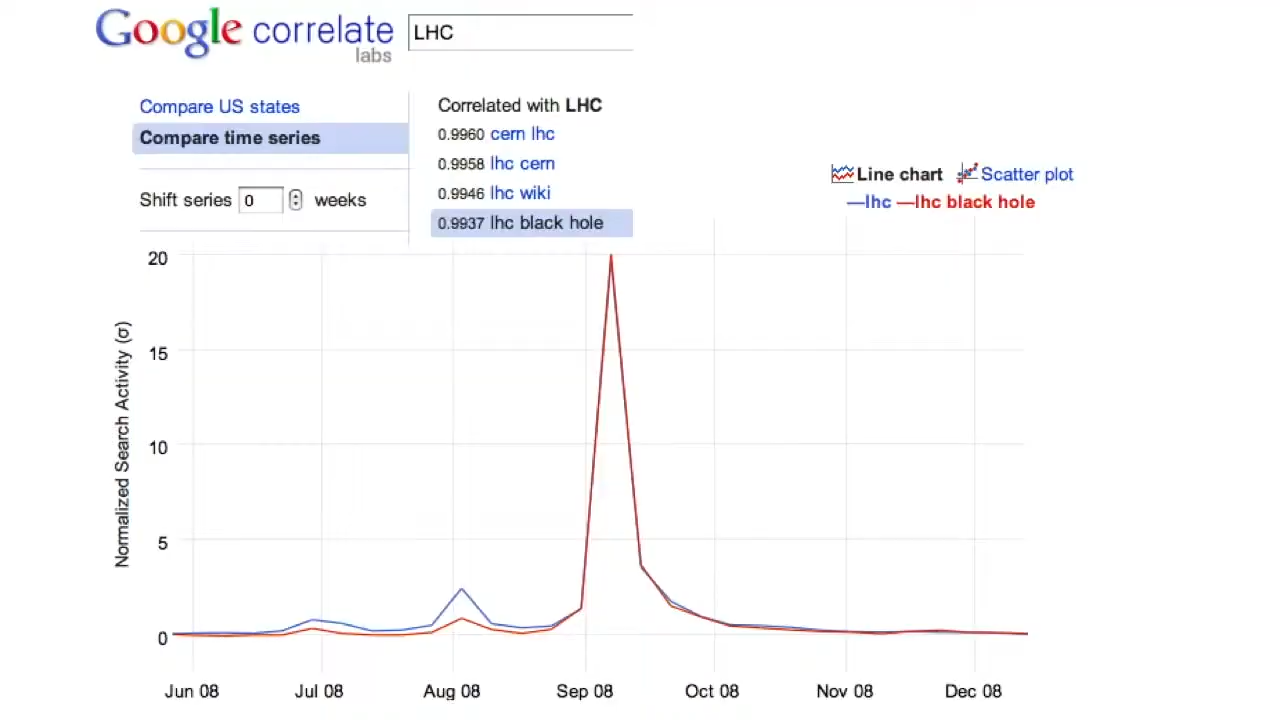 Google correlate LHC
labs
Compare US states
Compare time series
Shift series 0 weeks
Correlated with LHC
0.9960 cern lhc
0.9958 lhc cern
0.9946 lhc wiki
0.9937 lhc black hole
Line chart Scatter plot
—lhc —lhc black hole
Normalized Search Activity (σ)
20
15
10
5
0
Jun 08 Jul 08 Aug 08 Sep 08 Oct 08 Nov 08 Dec 08